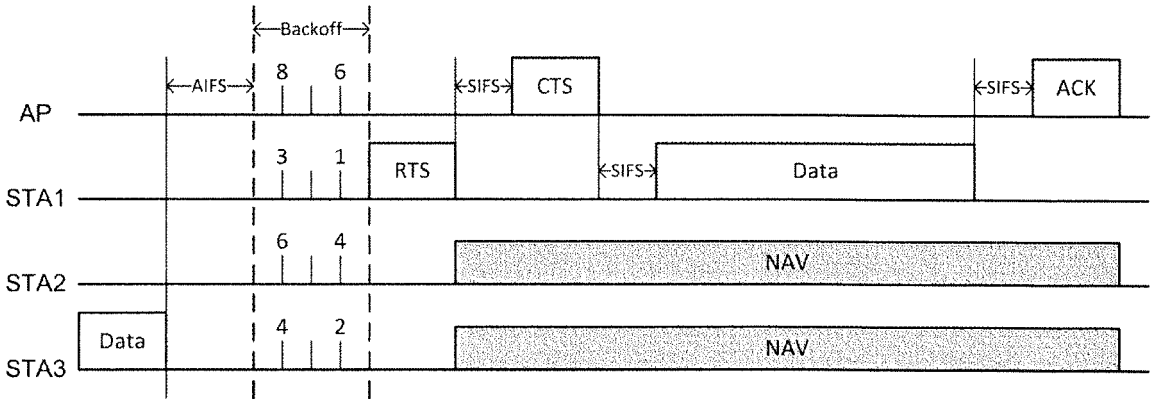 Backoff
AIFS
8 6
SIFS
CTS
SIFS
ACK
AP
3 1
RTS
SIFS
Data
STA1
6 4
NAV
STA2
Data
4 2
NAV
STA3